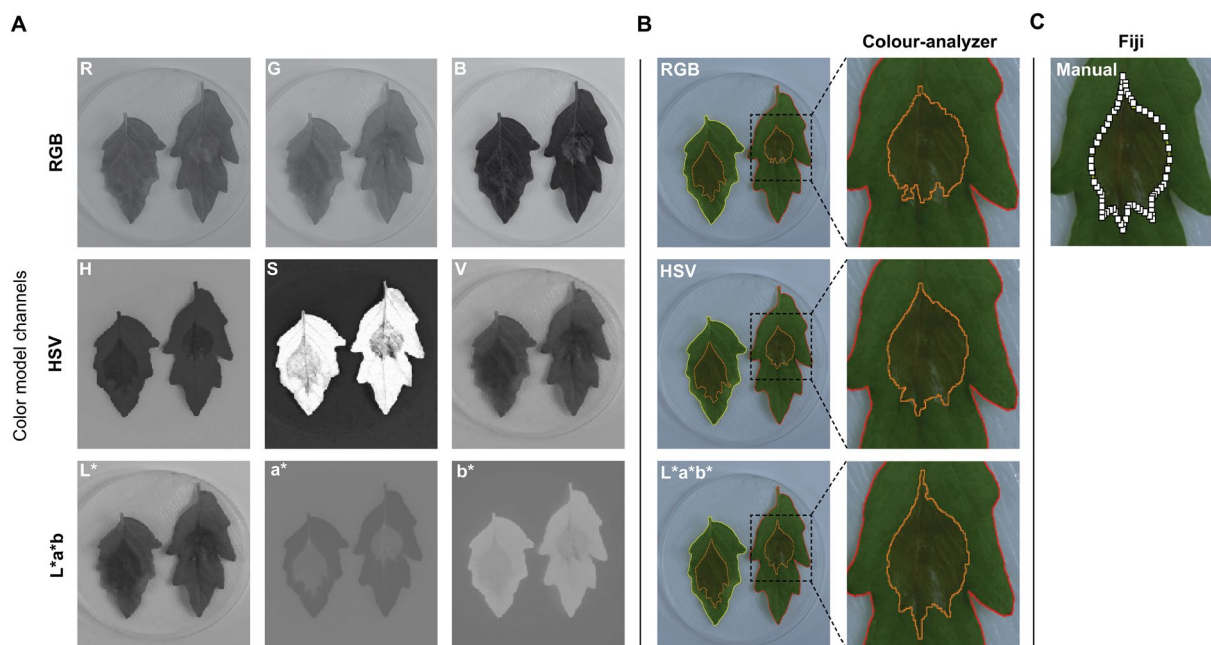 A
B
C
Colour-analyzer
Fiji
R
G
B
RGB
Manual
RGB
H
S
V
HSV
HSV
Color model channels
L*
a*
b*
L*a*b*
L*a*b